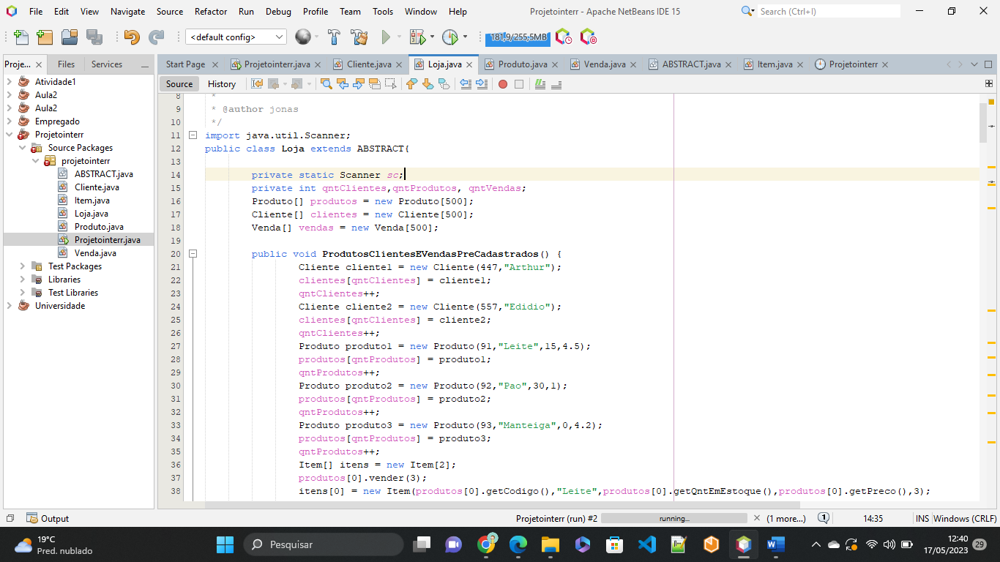 File Edit View Navigate Source Refactor Run Debug Profile Team Tools Window Help Projetointerr - Apache NetBeans IDE 15 Search (Ctrl+I)
<default config> 181,9/255,5MB
Proje... Files Services
Start Page Projetointerr.java Cliente.java Loja.java Produto.java Venda.java ABSTRACT.java Item.java Projetointerr
Source History
Atividade1
Aula2
Aula2
Empregado
Projetointerr
Source Packages
projetointerr
ABSTRACT.java
Cliente.java
Item.java
Loja.java
Produto.java
Projetointerr.java
Venda.java
Test Packages
Libraries
Test Libraries
Universidade
8 *
9 * @author jonas
10 */
11 import java.util.Scanner;
12 public class Loja extends ABSTRACT{
13
14 private static Scanner sc;
15 private int qntClientes,qntProdutos, qntVendas;
16 Produto[] produtos = new Produto[500];
17 Cliente[] clientes = new Cliente[500];
18 Venda[] vendas = new Venda[500];
19
20 public void ProdutosClientesEVendasPreCadastrados() {
21 Cliente cliente1 = new Cliente(447,"Arthur");
22 clientes[qntClientes] = cliente1;
23 qntClientes++;
24 Cliente cliente2 = new Cliente(557,"Edidio");
25 clientes[qntClientes] = cliente2;
26 qntClientes++;
27 Produto produto1 = new Produto(91,"Leite",15,4.5);
28 produtos[qntProdutos] = produto1;
29 qntProdutos++;
30 Produto produto2 = new Produto(92,"Pao",30,1);
31 produtos[qntProdutos] = produto2;
32 qntProdutos++;
33 Produto produto3 = new Produto(93,"Manteiga",0,4.2);
34 produtos[qntProdutos] = produto3;
35 qntProdutos++;
36 Item[] itens = new Item[2];
37 produtos[0].vender(3);
38 itens[0] = new Item(produtos[0].getCodigo(),"Leite",produtos[0].getQntEmEstoque(),produtos[0].getPreco(),3);
Output Projetointerr (run) #2 running... (1 more...) 1 14:35 INS Windows (CRLF)
19°C
Pred. nublado
Pesquisar
12:40
17/05/2023
29